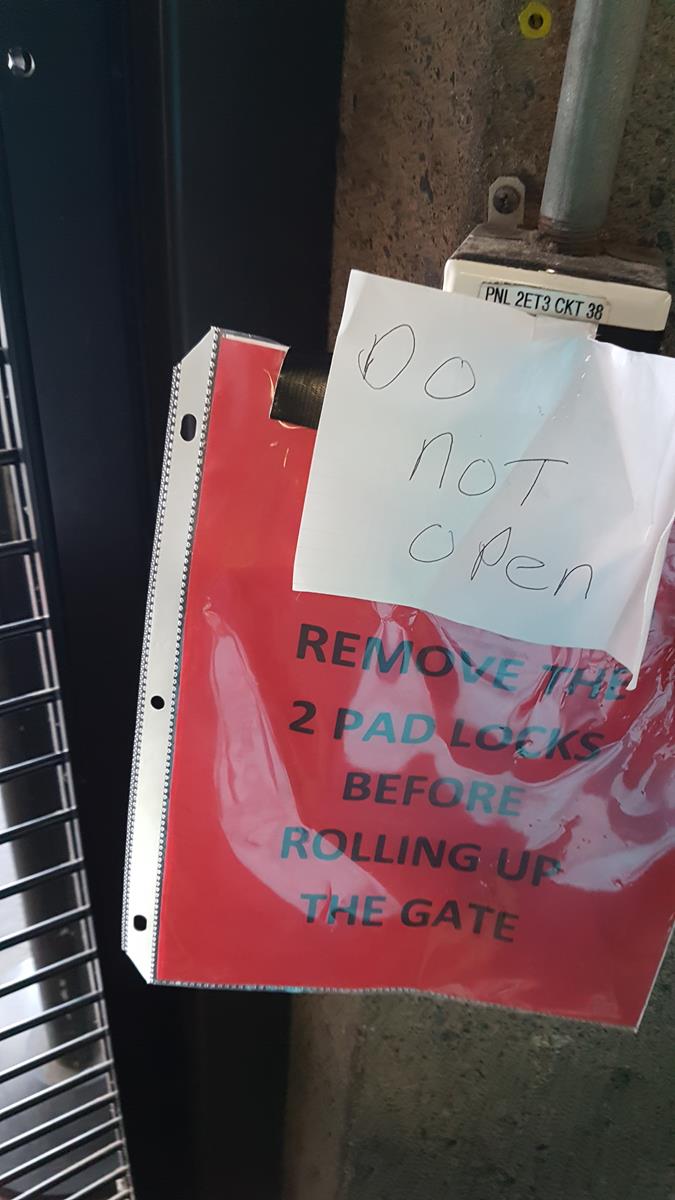 PNL 2ET3 CKT 38
Do
noT
open
REMOVE THE
2 PAD LOCKS
BEFORE
ROLLING UP
THE GATE